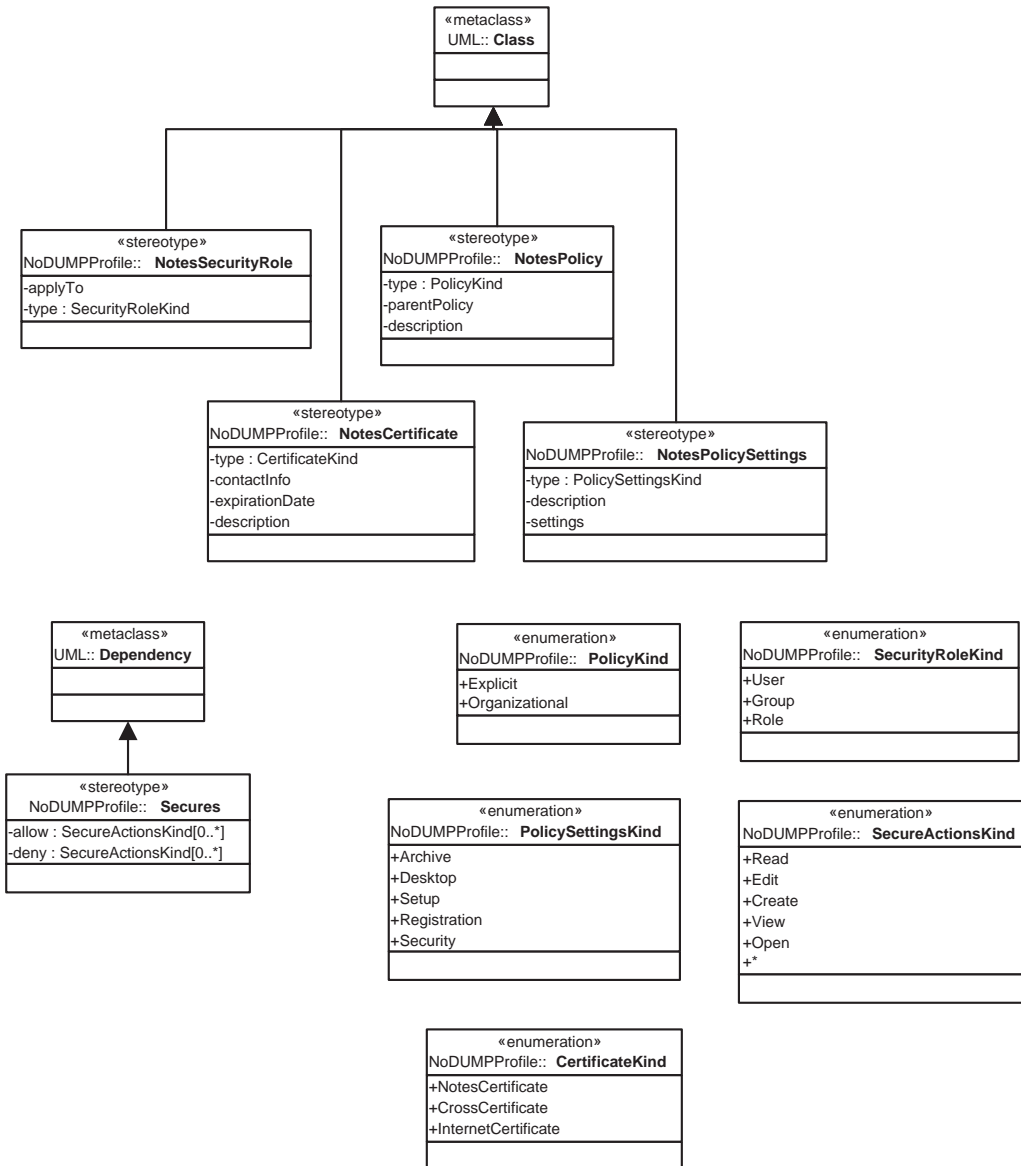 «metaclass»
UML:: Class
«stereotype»
NoDUMPProfile:: NotesSecurityRole
-applyTo
-type : SecurityRoleKind
«stereotype»
NoDUMPProfile:: NotesPolicy
-type : PolicyKind
-parentPolicy
-description
«stereotype»
NoDUMPProfile:: NotesCertificate
-type : CertificateKind
-contactInfo
-expirationDate
-description
«stereotype»
NoDUMPProfile:: NotesPolicySettings
-type : PolicySettingsKind
-description
-settings
«metaclass»
UML:: Dependency
«stereotype»
NoDUMPProfile:: Secures
-allow : SecureActionsKind[0..*]
-deny : SecureActionsKind[0..*]
«enumeration»
NoDUMPProfile:: PolicyKind
+Explicit
+Organizational
«enumeration»
NoDUMPProfile:: SecurityRoleKind
+User
+Group
+Role
«enumeration»
NoDUMPProfile:: PolicySettingsKind
+Archive
+Desktop
+Setup
+Registration
+Security
«enumeration»
NoDUMPProfile:: SecureActionsKind
+Read
+Edit
+Create
+View
+Open
+*
«enumeration»
NoDUMPProfile:: CertificateKind
+NotesCertificate
+CrossCertificate
+InternetCertificate